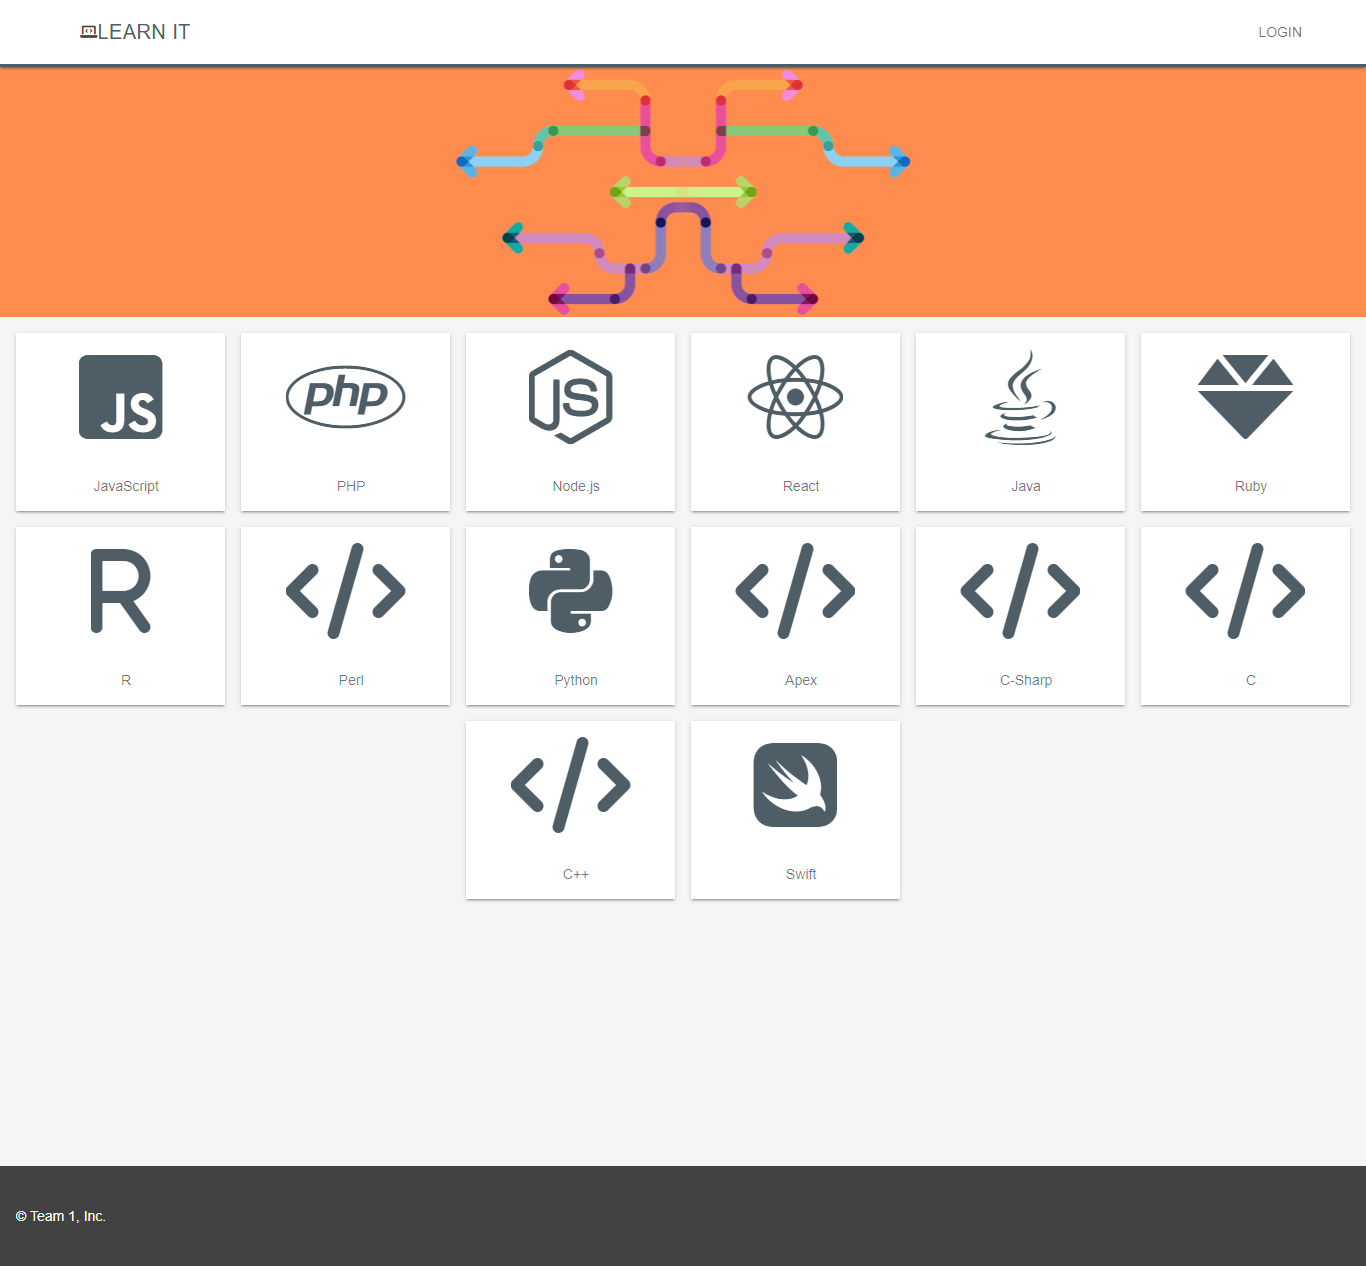 LEARN IT
LOGIN
JS
php
JS
JavaScript
PHP
Node.js
React
Java
Ruby
R
R
Perl
Python
Apex
C-Sharp
C
C++
Swift
© Team 1, Inc.